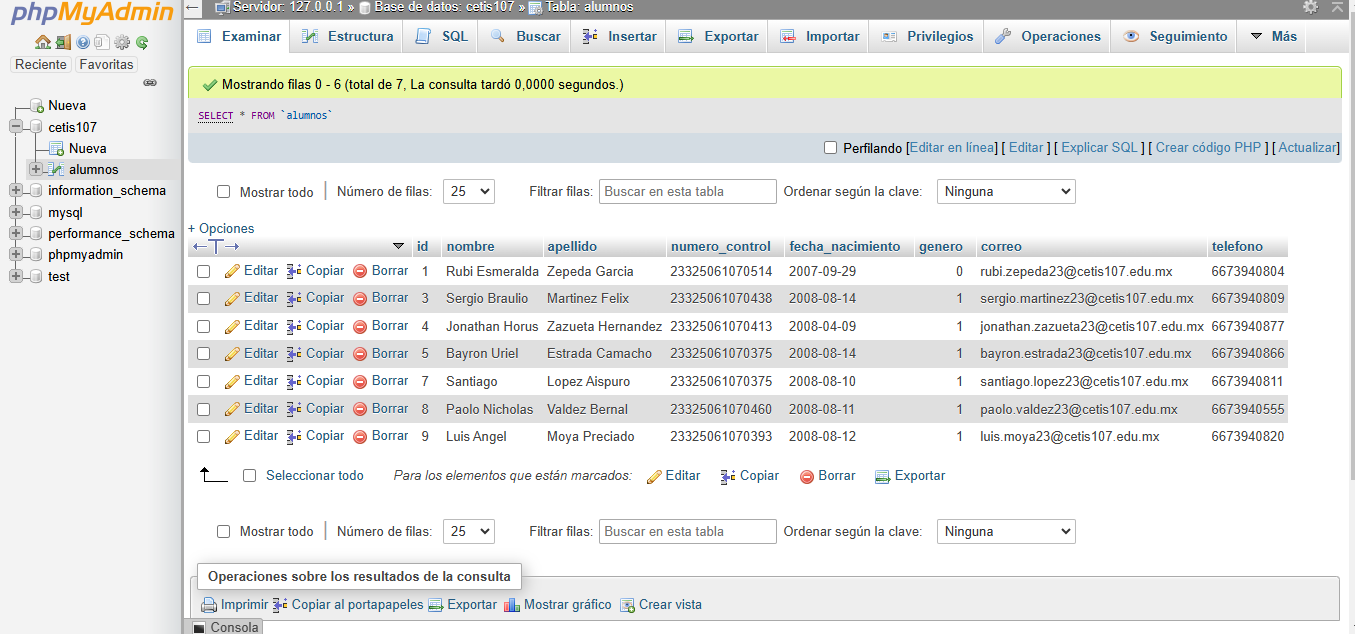 phpMyAdmin
Reciente Favoritas
Nueva
cetis107
Nueva
alumnos
information_schema
mysql
performance_schema
phpmyadmin
test
Servidor: 127.0.0.1 » Base de datos: cetis107 » Tabla: alumnos
Examinar Estructura SQL Buscar Insertar Exportar Importar Privilegios Operaciones Seguimiento Más
Mostrando filas 0 - 6 (total de 7, La consulta tardó 0,0000 segundos.)
SELECT * FROM `alumnos`
Perfilando [Editar en línea] [ Editar ] [ Explicar SQL ] [ Crear código PHP ] [ Actualizar]
Mostrar todo | Número de filas: 25 Filtrar filas: Buscar en esta tabla Ordenar según la clave: Ninguna
+ Opciones
←T→ id nombre apellido numero_control fecha_nacimiento genero correo telefono
Editar Copiar Borrar 1 Rubi Esmeralda Zepeda Garcia 23325061070514 2007-09-29 0 rubi.zepeda23@cetis107.edu.mx 6673940804
Editar Copiar Borrar 3 Sergio Braulio Martinez Felix 23325061070438 2008-08-14 1 sergio.martinez23@cetis107.edu.mx 6673940809
Editar Copiar Borrar 4 Jonathan Horus Zazueta Hernandez 23325061070413 2008-04-09 1 jonathan.zazueta23@cetis107.edu.mx 6673940877
Editar Copiar Borrar 5 Bayron Uriel Estrada Camacho 23325061070375 2008-08-14 1 bayron.estrada23@cetis107.edu.mx 6673940866
Editar Copiar Borrar 7 Santiago Lopez Aispuro 23325061070375 2008-08-10 1 santiago.lopez23@cetis107.edu.mx 6673940811
Editar Copiar Borrar 8 Paolo Nicholas Valdez Bernal 23325061070460 2008-08-11 1 paolo.valdez23@cetis107.edu.mx 6673940555
Editar Copiar Borrar 9 Luis Angel Moya Preciado 23325061070393 2008-08-12 1 luis.moya23@cetis107.edu.mx 6673940820
Seleccionar todo Para los elementos que están marcados: Editar Copiar Borrar Exportar
Mostrar todo | Número de filas: 25 Filtrar filas: Buscar en esta tabla Ordenar según la clave: Ninguna
Operaciones sobre los resultados de la consulta
Imprimir Copiar al portapapeles Exportar Mostrar gráfico Crear vista
Consola